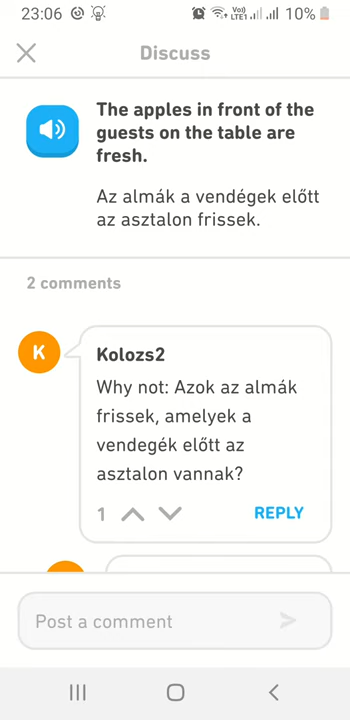 23:06 Vo) LTE1 10%
Discuss
The apples in front of the
guests on the table are
fresh.
Az almák a vendégek előtt
az asztalon frissek.
2 comments
K
Kolozs2
Why not: Azok az almák
frissek, amelyek a
vendegék előtt az
asztalon vannak?
1 REPLY
Post a comment